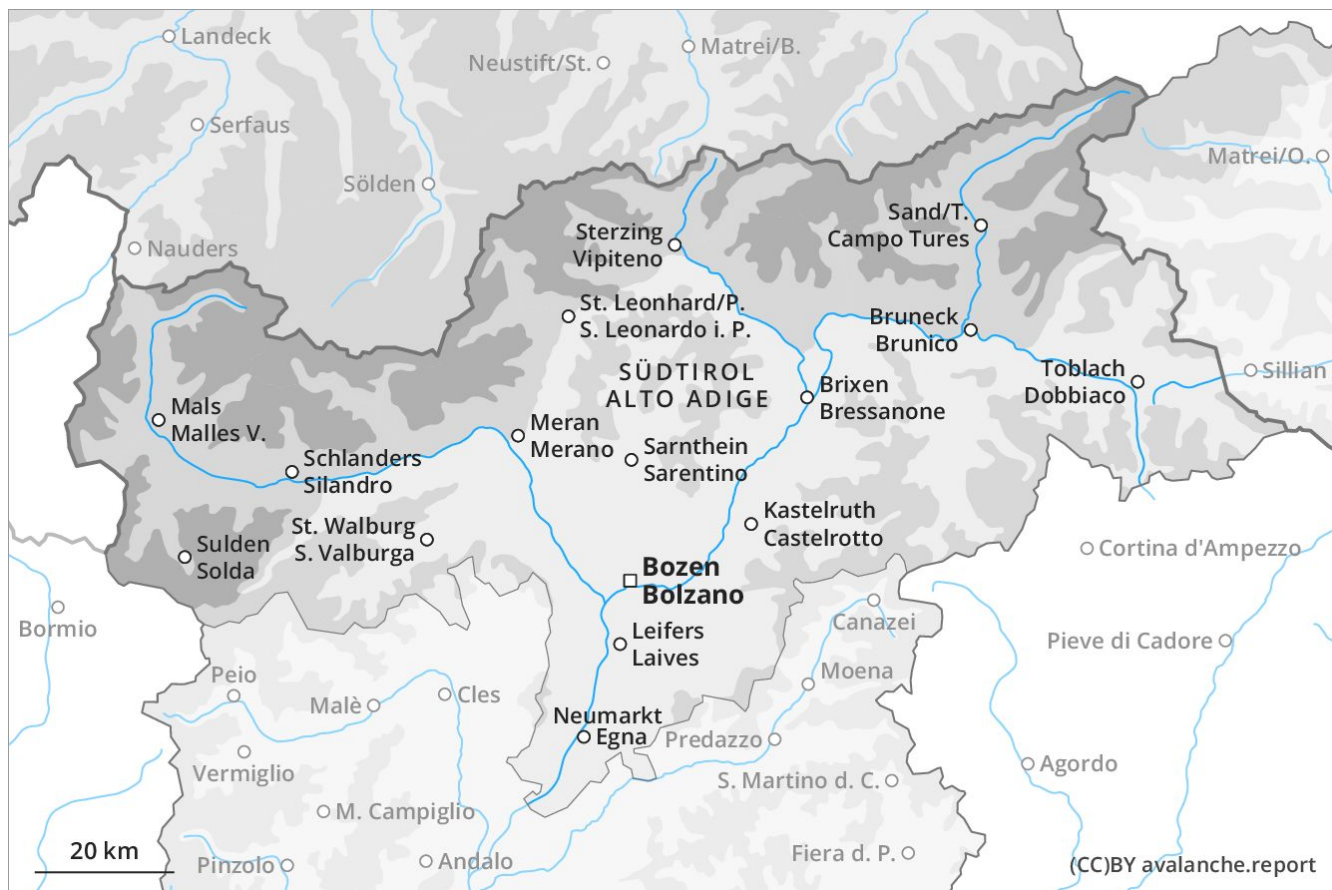 Landeck
Matrei/B.
Neustift/St.
Serfaus
Matrei/O.
Sölden
Sand/T.
Campo Tures
Sterzing
Vipiteno
Nauders
St. Leonhard/P.
S. Leonardo i. P.
Bruneck
Brunico
SÜDTIROL
ALTO ADIGE
Toblach
Dobbiaco
Sillian
Brixen
Bressanone
Mals
Malles V.
Meran
Merano
Sarnthein
Sarentino
Schlanders
Silandro
Kastelruth
Castelrotto
St. Walburg
S. Valburga
Sulden
Solda
Cortina d'Ampezzo
Bozen
Bolzano
Bormio
Canazei
Leifers
Laives
Pieve di Cadore
Peio
Moena
Malè
Cles
Neumarkt
Egna
Predazzo
Vermiglio
Agordo
S. Martino d. C.
M. Campiglio
20 km
Pinzolo
Andalo
Fiera d. P.
(CC)BY avalanche.report